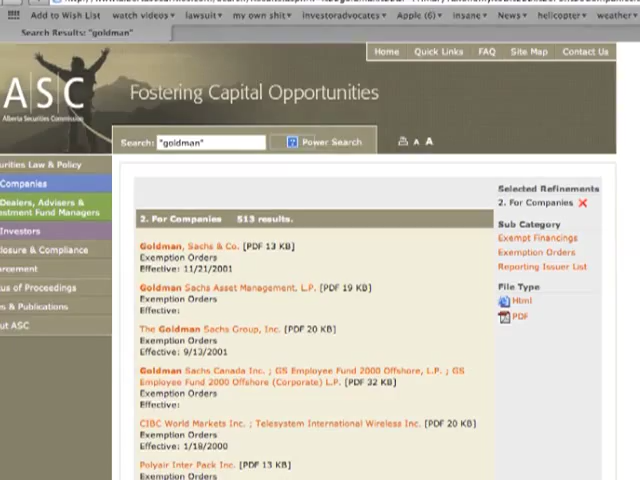 Add to Wish List watch videos lawsuit my own shit investoradvocates Apple (6) insane News helicopter weather
Search Results: "goldman"
Home Quick Links FAQ Site Map Contact Us
ASC
Alberta Securities Commission
Fostering Capital Opportunities
Search: "goldman" Power Search A A
urities Law & Policy
Companies
Dealers, Advisers &
estment Fund Managers
Investors
closure & Compliance
orcement
us of Proceedings
s & Publications
ut ASC
2. For Companies 513 results.
Goldman, Sachs & Co. [PDF 13 KB]
Exemption Orders
Effective: 11/21/2001
Goldman Sachs Asset Management, L.P. [PDF 19 KB]
Exemption Orders
Effective:
The Goldman Sachs Group, Inc. [PDF 20 KB]
Exemption Orders
Effective: 9/13/2001
Goldman Sachs Canada Inc. ; GS Employee Fund 2000 Offshore, L.P. ; GS
Employee Fund 2000 Offshore (Corporate) L.P. [PDF 32 KB]
Exemption Orders
Effective:
CIBC World Markets Inc. ; Telesystem International Wireless Inc. [PDF 20 KB]
Exemption Orders
Effective: 1/18/2000
Polyair Inter Pack Inc. [PDF 13 KB]
Exemption Orders
Selected Refinements
2. For Companies
Sub Category
Exempt Financings
Exemption Orders
Reporting Issuer List
File Type
Html
PDF